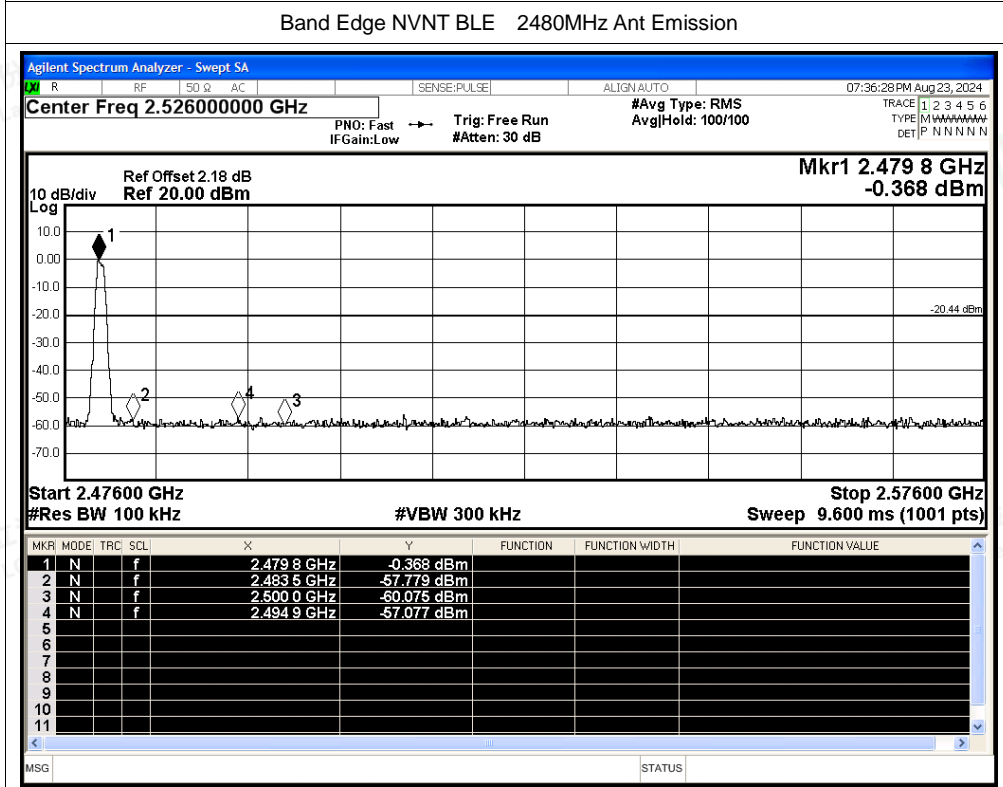 Band Edge NVNT BLE 2480MHz Ant Emission
Agilent Spectrum Analyzer - Swept SA
LXI R RF 50 Ω AC SENSE:PULSE ALIGN AUTO 07:36:28 PM Aug 23, 2024
Center Freq 2.526000000 GHz
PNO: Fast
IFGain:Low
Trig: Free Run
#Atten: 30 dB
#Avg Type: RMS
Avg|Hold: 100/100
TRACE 1 2 3 4 5 6
TYPE M W W W W W
DET P N N N N N
Mkr1 2.479 8 GHz
-0.368 dBm
10 dB/div
Log
Ref Offset 2.18 dB
Ref 20.00 dBm
10.0
0.00
-10.0
-20.0
-30.0
-40.0
-50.0
-60.0
-70.0
1
2
4
3
-20.44 dBm
Start 2.47600 GHz Stop 2.57600 GHz
#Res BW 100 kHz #VBW 300 kHz Sweep 9.600 ms (1001 pts)
MKR MODE TRC SCL X Y FUNCTION FUNCTION WIDTH FUNCTION VALUE
1 N f 2.479 8 GHz -0.368 dBm
2 N f 2.483 5 GHz -57.779 dBm
3 N f 2.500 0 GHz -60.075 dBm
4 N f 2.494 9 GHz -57.077 dBm
5
6
7
8
9
10
11
MSG STATUS